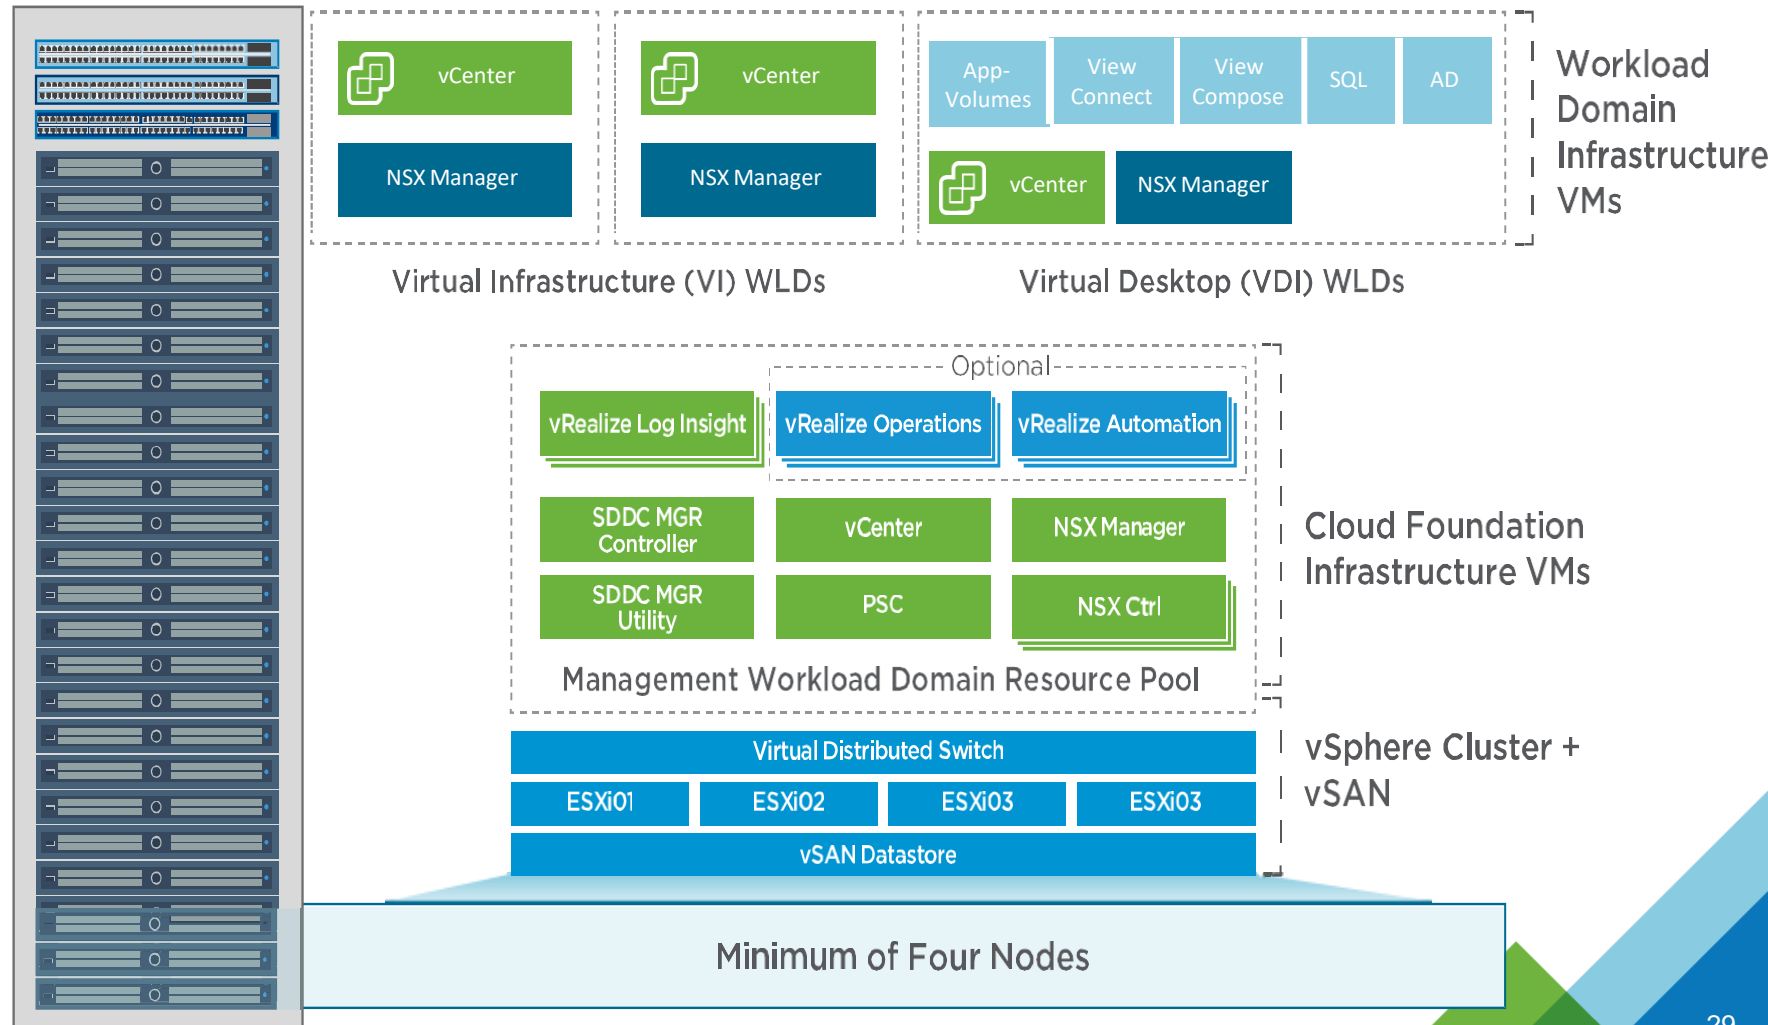 vCenter
NSX Manager
vCenter
NSX Manager
App-
Volumes
View
Connect
View
Compose
SQL
AD
vCenter
NSX Manager
Workload
Domain
Infrastructure
VMs
Virtual Infrastructure (VI) WLDs
Virtual Desktop (VDI) WLDs
Optional
vRealize Log Insight
vRealize Operations
vRealize Automation
SDDC MGR
Controller
vCenter
NSX Manager
SDDC MGR
Utility
PSC
NSX Ctrl
Management Workload Domain Resource Pool
Cloud Foundation
Infrastructure VMs
Virtual Distributed Switch
ESXi01
ESXi02
ESXi03
ESXi03
vSAN Datastore
vSphere Cluster +
vSAN
Minimum of Four Nodes
29